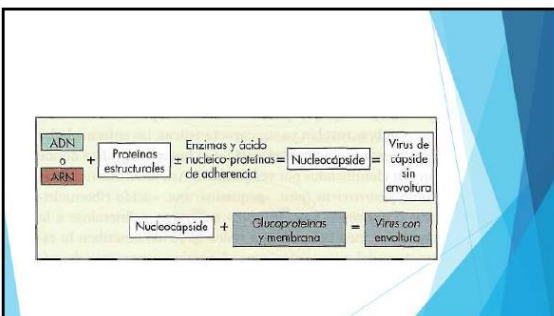 ADN
o
ARN
+
Proteínas
estructurales
±
Enzimas y ácido
nucleico-proteínas
de adherencia
=
Nucleocápside
=
Virus de
cápside
sin
envoltura
Nucleocápside
+
Glucoproteínas
y membrana
=
Virus con
envoltura